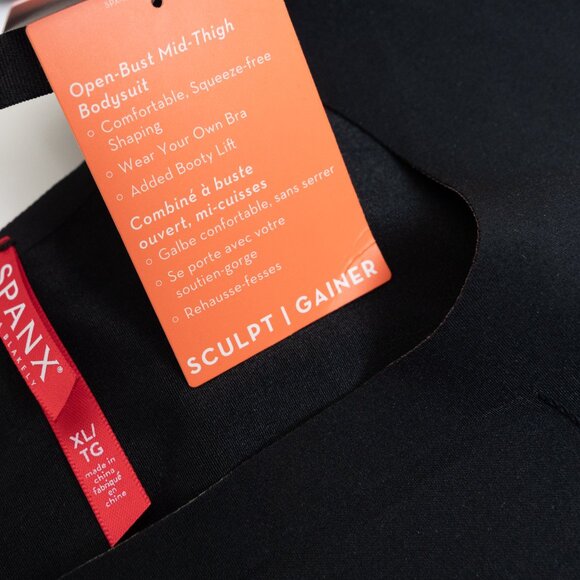 Open-Bust Mid-Thigh
Bodysuit
○ Comfortable, Squeeze-free
Shaping
○ Wear Your Own Bra
○ Added Booty Lift
Combiné à buste
ouvert, mi-cuisses
○ Galbe confortable, sans serrer
○ Se porte avec votre
soutien-gorge
○ Rehausse-fesses
SCULPT | GAINER
SPANX®
BLAKELY
XL/
TG
made in
china
fabriqué
en
chine